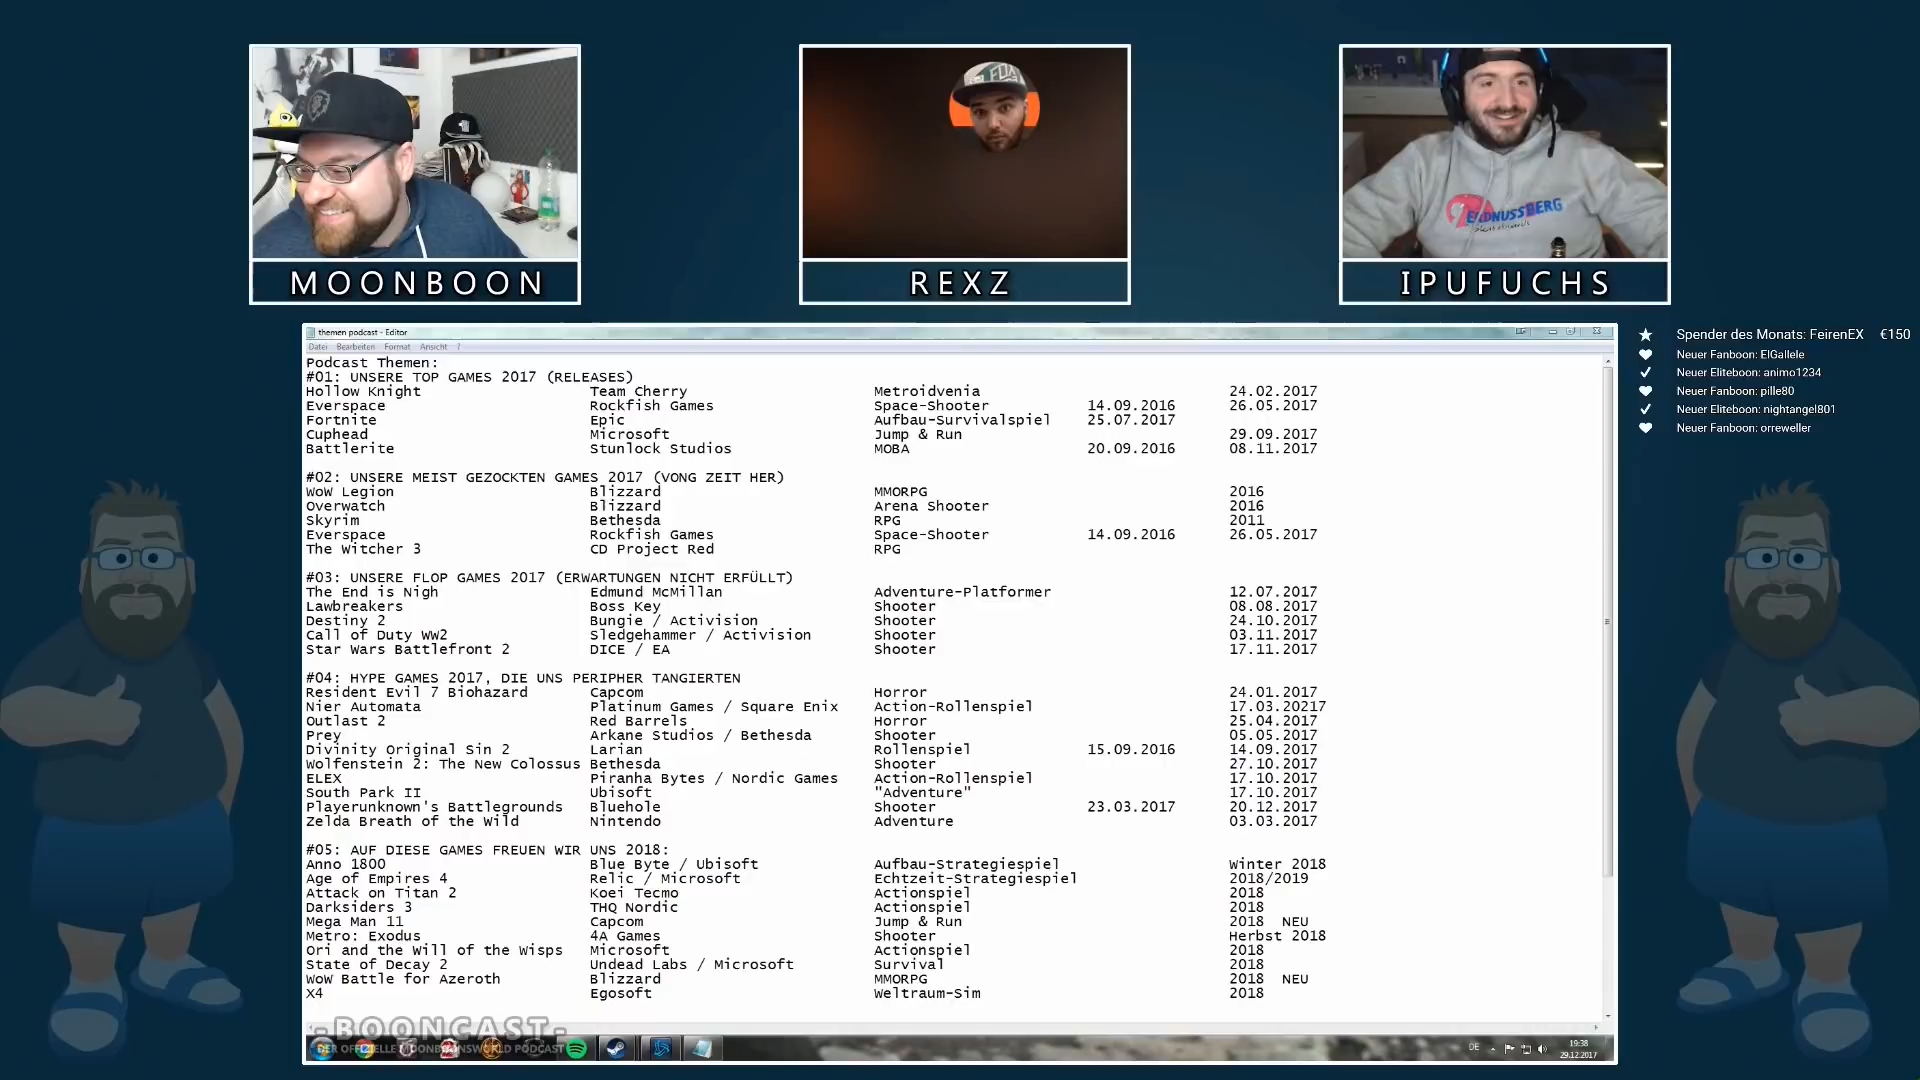 FOX
ERDNUSSBERG
MOONBOON
REXZ
IPUFUCHS
themen podcast - Editor
Datei Bearbeiten Format Ansicht ?
Podcast Themen:
#01: UNSERE TOP GAMES 2017 (RELEASES)
Hollow Knight Team Cherry Metroidvenia 24.02.2017
Everspace Rockfish Games Space-Shooter 14.09.2016 26.05.2017
Fortnite Epic Aufbau-Survivalspiel 25.07.2017
Cuphead Microsoft Jump & Run 29.09.2017
Battlerite Stunlock Studios MOBA 20.09.2016 08.11.2017
#02: UNSERE MEIST GEZOCKTEN GAMES 2017 (VONG ZEIT HER)
WoW Legion Blizzard MMORPG 2016
Overwatch Blizzard Arena Shooter 2016
Skyrim Bethesda RPG 2011
Everspace Rockfish Games Space-Shooter 14.09.2016 26.05.2017
The Witcher 3 CD Project Red RPG
#03: UNSERE FLOP GAMES 2017 (ERWARTUNGEN NICHT ERFÜLLT)
The End is Nigh Edmund McMillan Adventure-Platformer 12.07.2017
Lawbreakers Boss Key Shooter 08.08.2017
Destiny 2 Bungie / Activision Shooter 24.10.2017
Call of Duty WW2 Sledgehammer / Activision Shooter 03.11.2017
Star Wars Battlefront 2 DICE / EA Shooter 17.11.2017
#04: HYPE GAMES 2017, DIE UNS PERIPHER TANGIERTEN
Resident Evil 7 Biohazard Capcom Horror 24.01.2017
Nier Automata Platinum Games / Square Enix Action-Rollenspiel 17.03.20217
Outlast 2 Red Barrels Horror 25.04.2017
Prey Arkane Studios / Bethesda Shooter 05.05.2017
Divinity Original Sin 2 Larian Rollenspiel 15.09.2016 14.09.2017
Wolfenstein 2: The New Colossus Bethesda Shooter 27.10.2017
ELEX Piranha Bytes / Nordic Games Action-Rollenspiel 17.10.2017
South Park II Ubisoft "Adventure" 17.10.2017
Playerunknown's Battlegrounds Bluehole Shooter 23.03.2017 20.12.2017
Zelda Breath of the Wild Nintendo Adventure 03.03.2017
#05: AUF DIESE GAMES FREUEN WIR UNS 2018:
Anno 1800 Blue Byte / Ubisoft Aufbau-Strategiespiel Winter 2018
Age of Empires 4 Relic / Microsoft Echtzeit-Strategiespiel 2018/2019
Attack on Titan 2 Koei Tecmo Actionspiel 2018
Darksiders 3 THQ Nordic Actionspiel 2018
Mega Man 11 Capcom Jump & Run 2018 NEU
Metro: Exodus 4A Games Shooter Herbst 2018
Ori and the Will of the Wisps Microsoft Actionspiel 2018
State of Decay 2 Undead Labs / Microsoft Survival 2018
WoW Battle for Azeroth Blizzard MMORPG 2018 NEU
X4 Egosoft Weltraum-Sim 2018
Spender des Monats: FeirenEX €150
Neuer Fanboon: ElGallele
Neuer Eliteboon: animo1234
Neuer Fanboon: pille80
Neuer Eliteboon: nightangel801
Neuer Fanboon: orreweller
-BOONCAST-
DER OFFIZIELLE MOONBOONSWORLD PODCAST
DE
19:38
29.12.2017